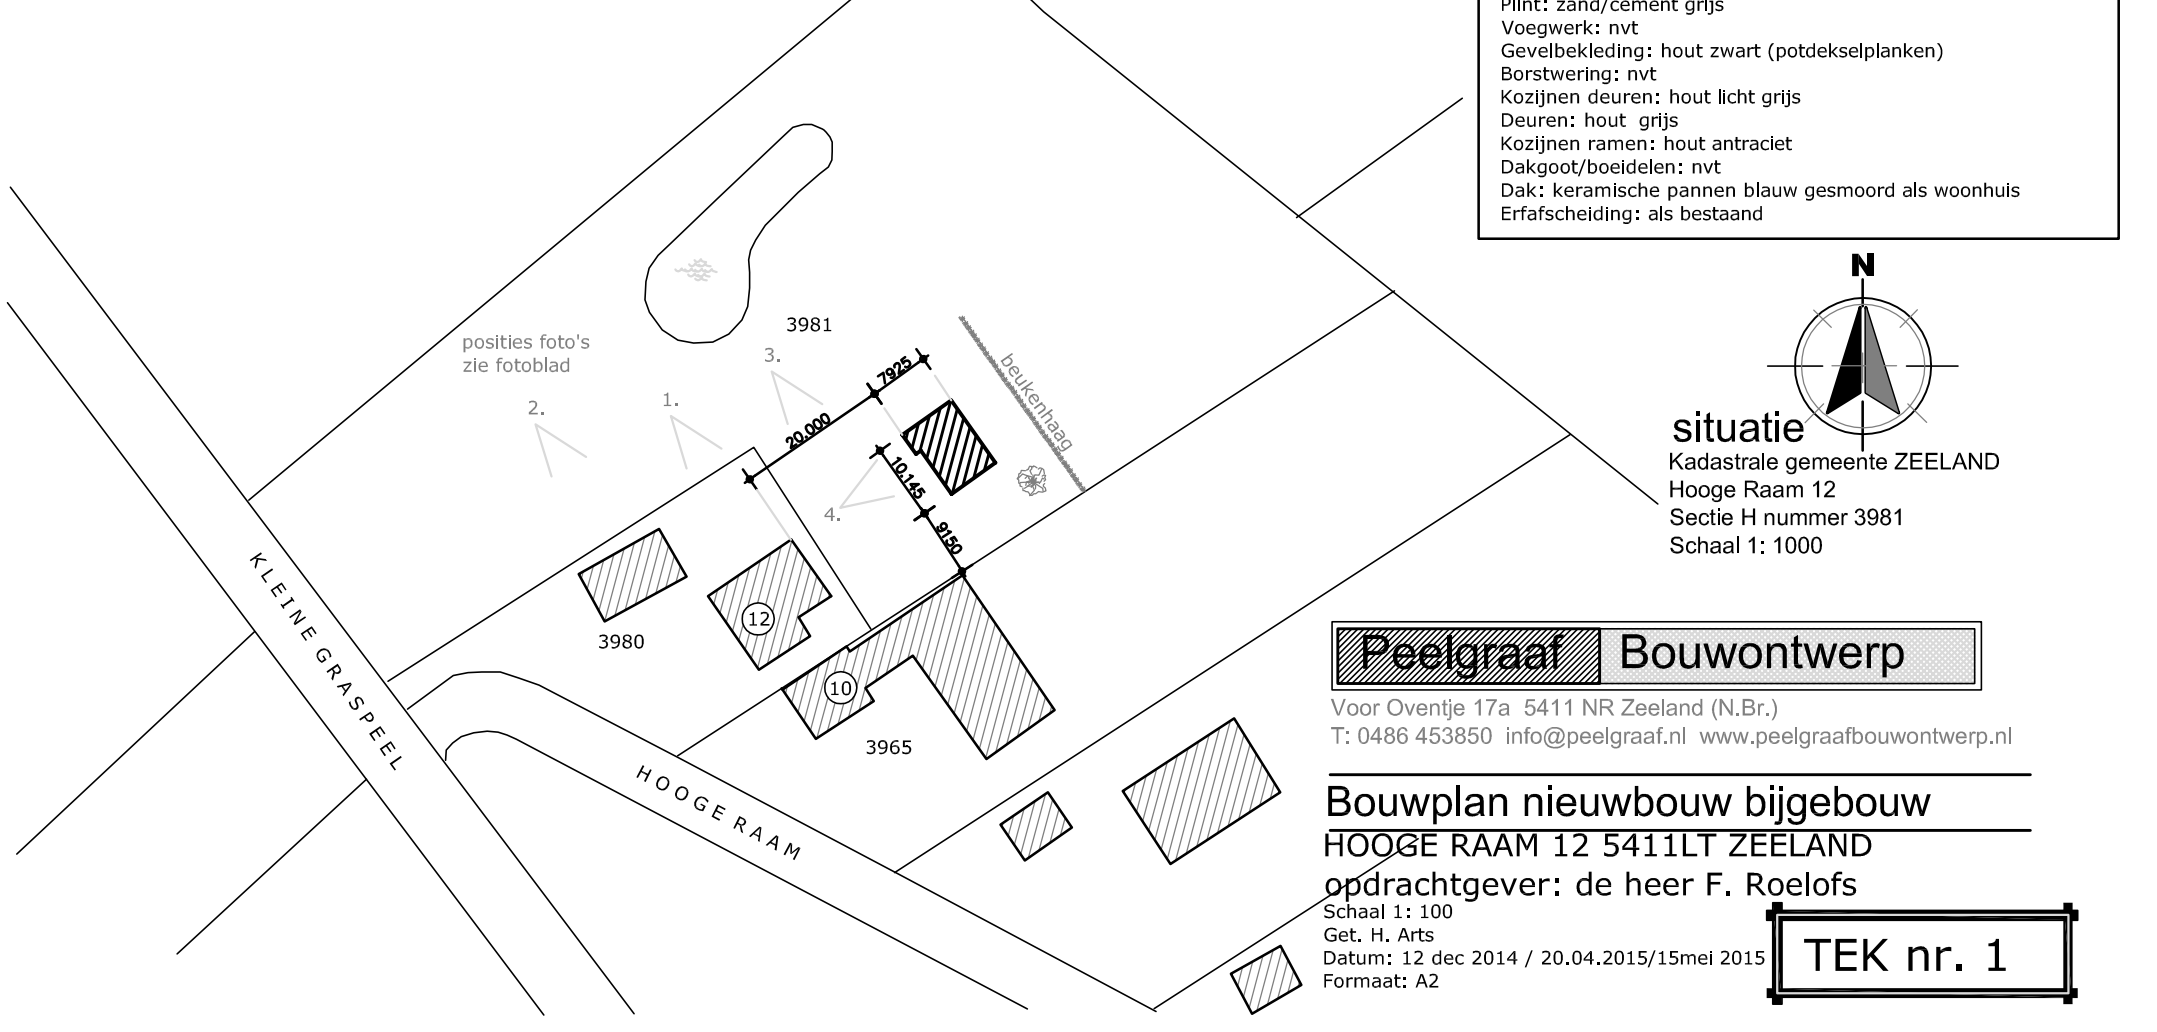 Plint: zand/cement grijs
Voegwerk: nvt
Gevelbekleding: hout zwart (potdekselplanken)
Borstwering: nvt
Kozijnen deuren: hout licht grijs
Deuren: hout  grijs
Kozijnen ramen: hout antraciet
Dakgoot/boeidelen: nvt
Dak: keramische pannen blauw gesmoord als woonhuis
Erfafscheiding: als bestaand
N
situatie
Kadastrale gemeente ZEELAND
Hooge Raam 12
Sectie H nummer 3981
Schaal 1: 1000
posities foto's
zie fotoblad
3981
3.
1.
2.
4.
7925
20.000
10.145
9150
beukenhaag
12
3980
10
3965
KLEINE GRASPEEL
HOOGE RAAM
Peelgraaf Bouwontwerp
Voor Oventje 17a  5411 NR Zeeland (N.Br.)
T: 0486 453850  info@peelgraaf.nl  www.peelgraafbouwontwerp.nl
Bouwplan nieuwbouw bijgebouw
HOOGE RAAM 12 5411LT ZEELAND
opdrachtgever: de heer F. Roelofs
Schaal 1: 100
Get. H. Arts
Datum: 12 dec 2014 / 20.04.2015/15mei 2015
Formaat: A2
TEK nr. 1